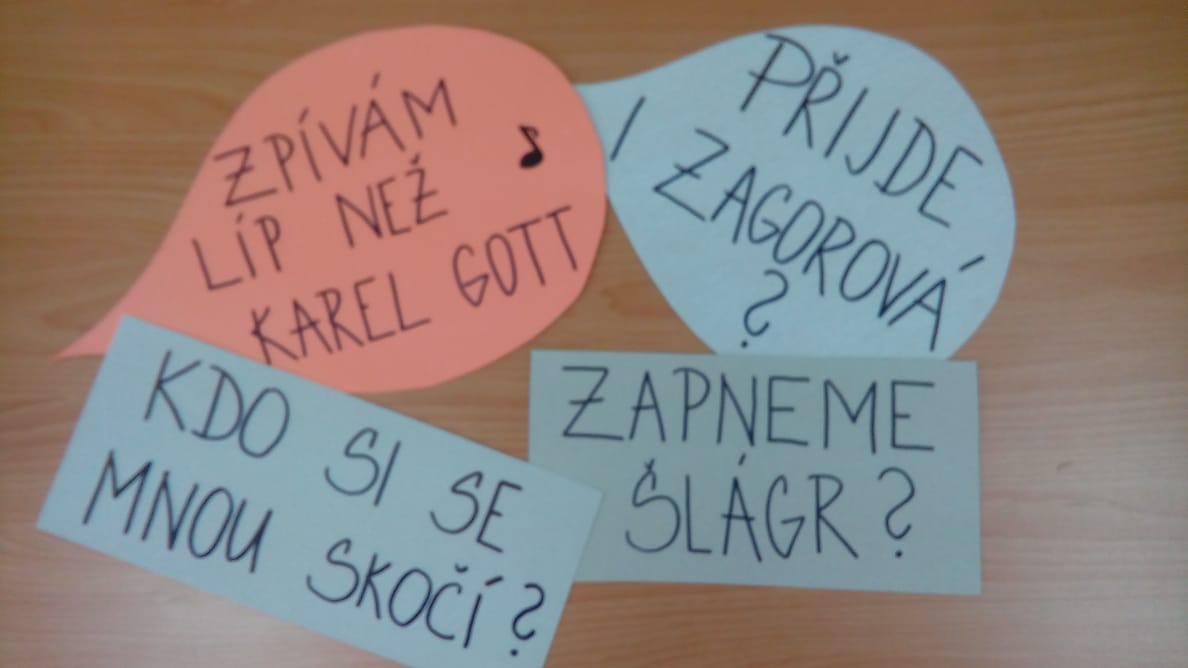 ZPÍVÁM
LÍP NEŽ
KAREL GOTT
PŘIJDE
I ZAGOROVÁ
?
KDO SI SE
MNOU SKOČÍ?
ZAPNEME
ŠLÁGR?